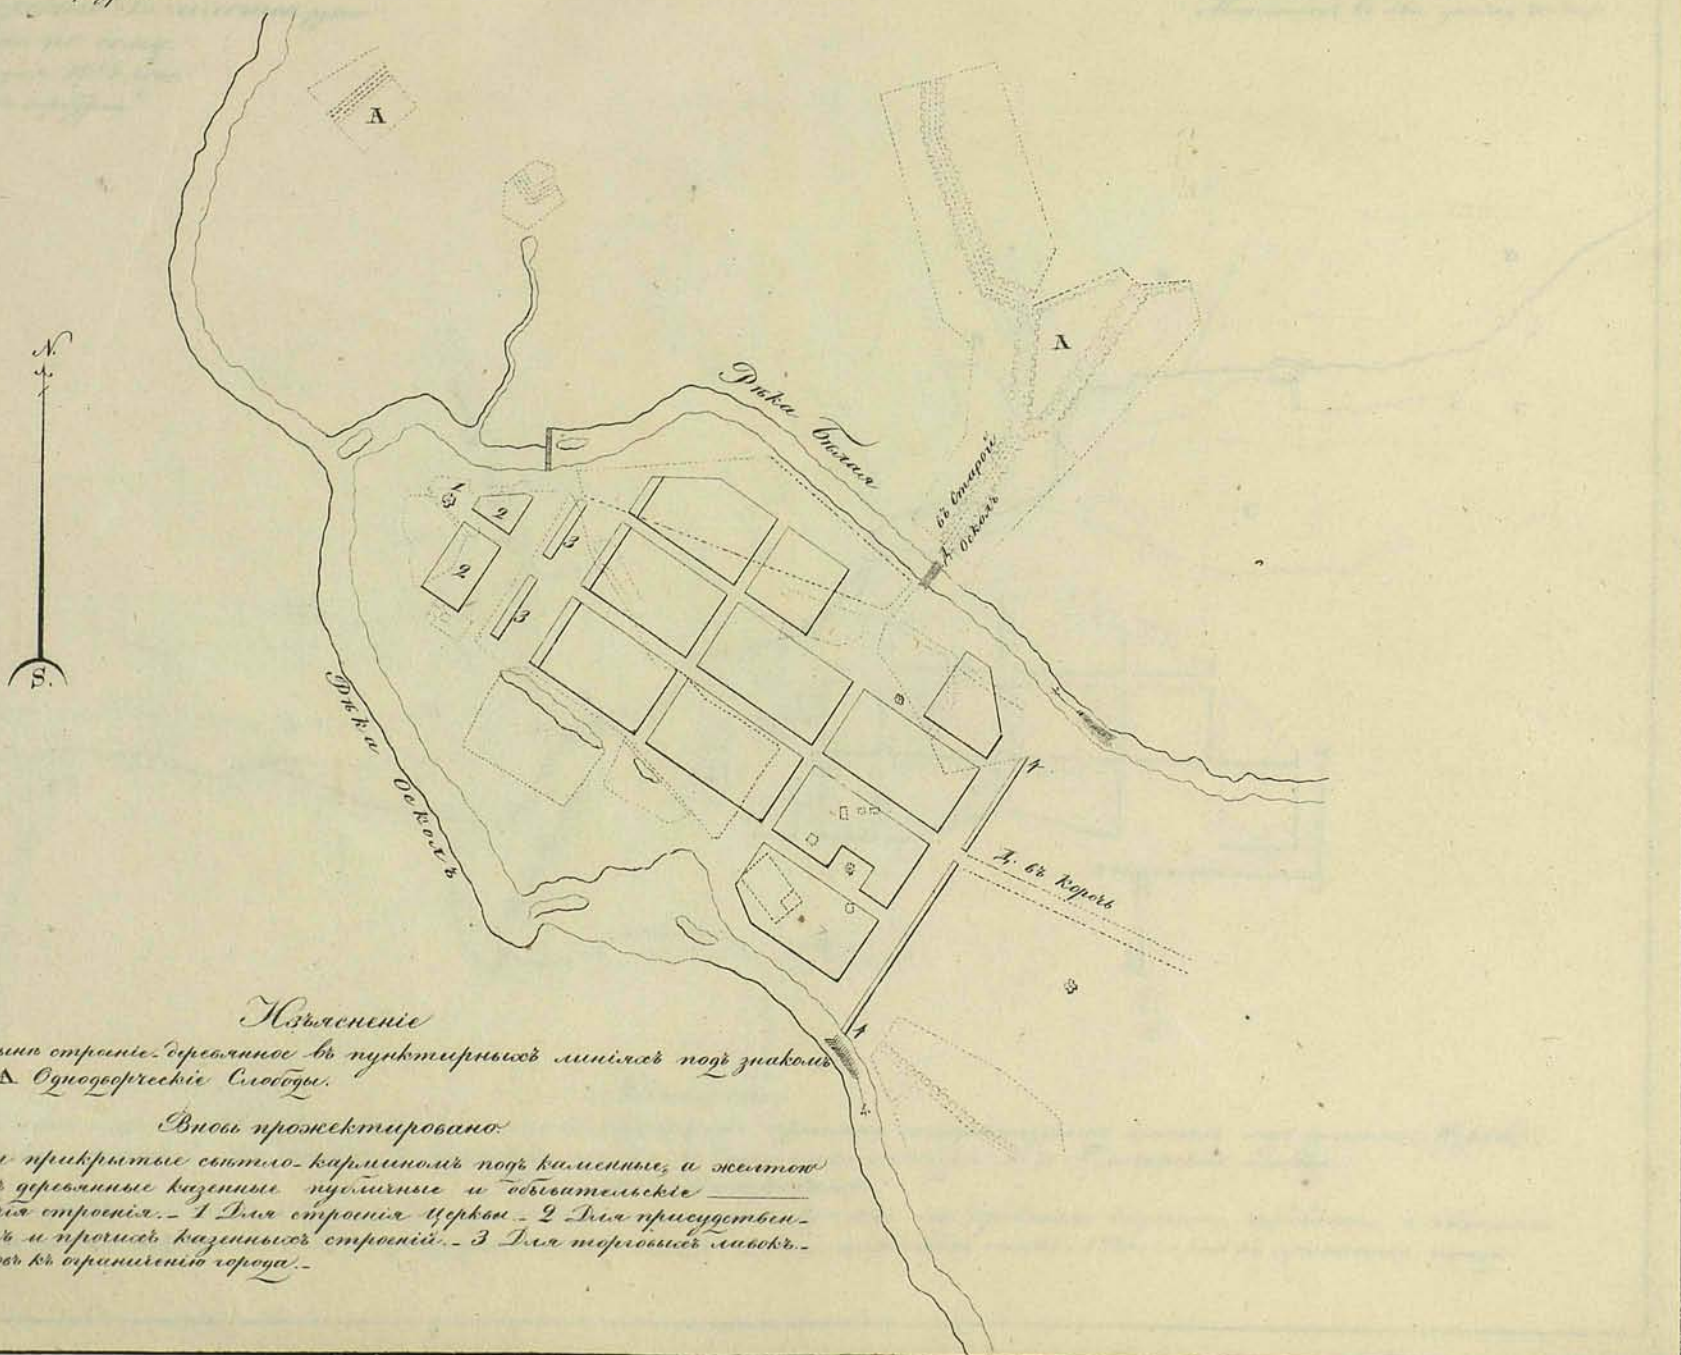 A
N.
Рѣка Бѣлая
A
Д. въ Старой
Осколъ
S.
1
2
3
2
3
Рѣка Осколъ
4
Д. въ Корочь
4
4
Изъясненіе
строеніе деревянное въ пунктирныхъ линіяхъ подъ знакомъ
А Однодворческіе Слободы.
Вновь прожектировано:
прикрытые свѣтло-карминомъ подъ каменные, а желтою
деревянные казенные публичные и обывательскіе
строенія. - 1 Для строенія Церкви - 2 Для присудствен-
и прочихъ казенныхъ строеній. - 3 Для торговыхъ лавокъ. -
къ ограниченію города. -